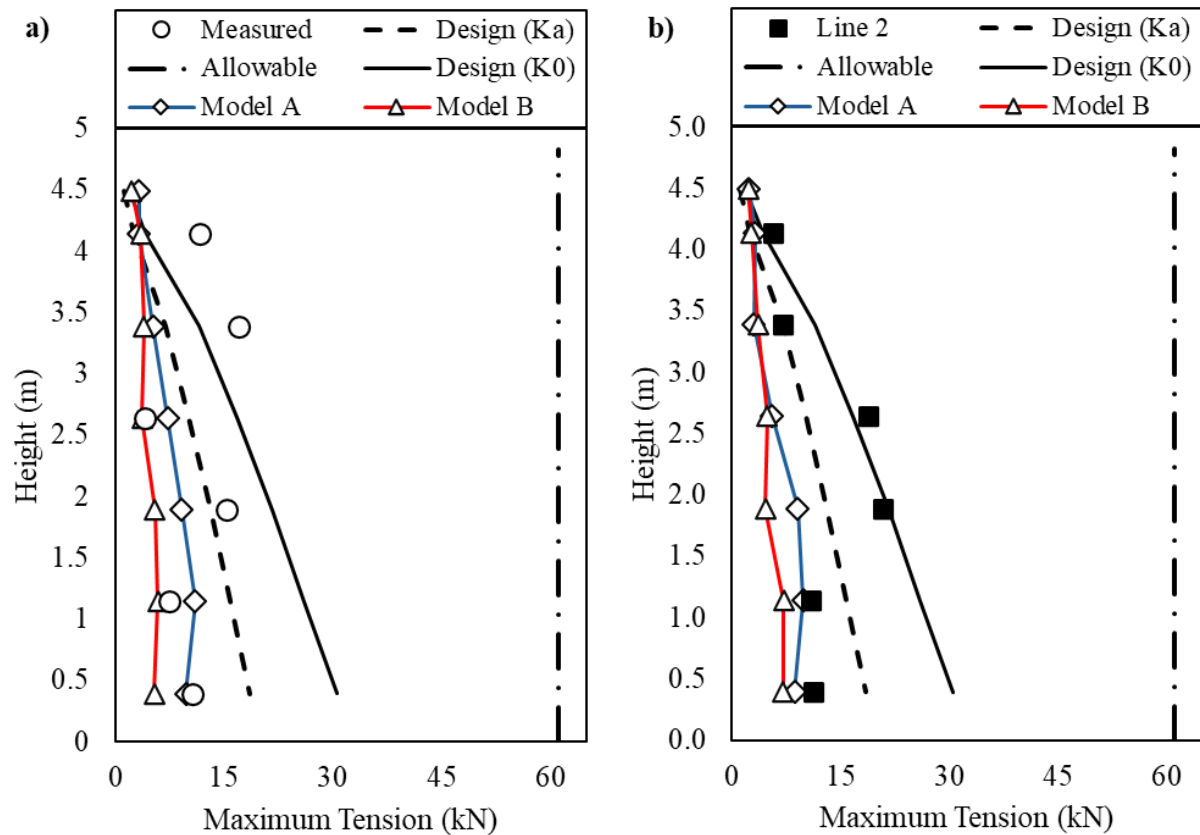 a)
Measured
Design (Ka)
Allowable
Design (K0)
Model A
Model B
5
4.5
4
3.5
3
2.5
2
1.5
1
0.5
0
Height (m)
0 15 30 45 60
Maximum Tension (kN)
b)
Line 2
Design (Ka)
Allowable
Design (K0)
Model A
Model B
5.0
4.5
4.0
3.5
3.0
2.5
2.0
1.5
1.0
0.5
0.0
Height (m)
0 15 30 45 60
Maximum Tension (kN)